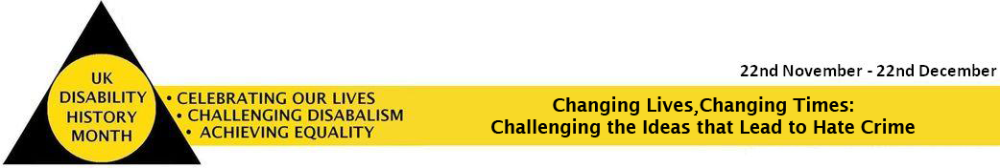 UK
DISABILITY
HISTORY
MONTH
• CELEBRATING OUR LIVES
• CHALLENGING DISABALISM
• ACHIEVING EQUALITY
22nd November - 22nd December
Changing Lives,Changing Times:
Challenging the Ideas that Lead to Hate Crime